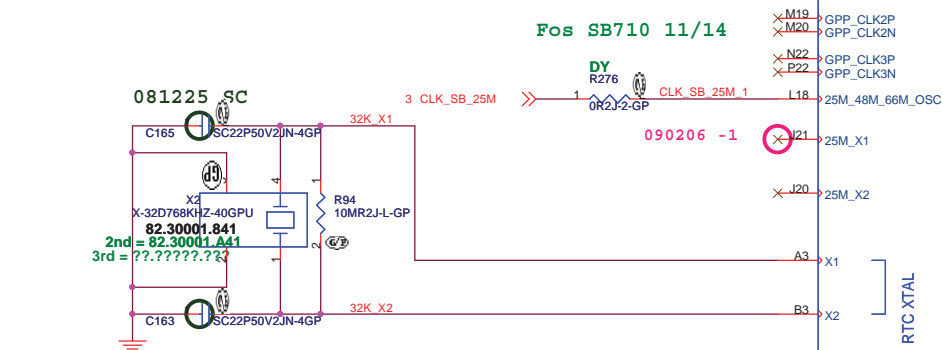 M19
GPP_CLK2P
M20
GPP_CLK2N
Fos SB710 11/14
N22
GPP_CLK3P
P22
GPP_CLK3N
DY
R276
081225 SC
3 CLK_SB_25M
1
0R2J-2-GP
CLK_SB_25M_1
L18
25M_48M_66M_OSC
C165
SC22P50V2JN-4GP
32K_X1
090206 -1
J21
25M_X1
4
1
X2
X-32D768KHZ-40GPU
R94
10MR2J-L-GP
J20
25M_X2
82.30001.841
2nd = 82.30001.A41
3rd = ??.?????.???
2
1
2
G/P
A3
X1
C163
SC22P50V2JN-4GP
32K_X2
B3
X2
RTC XTAL